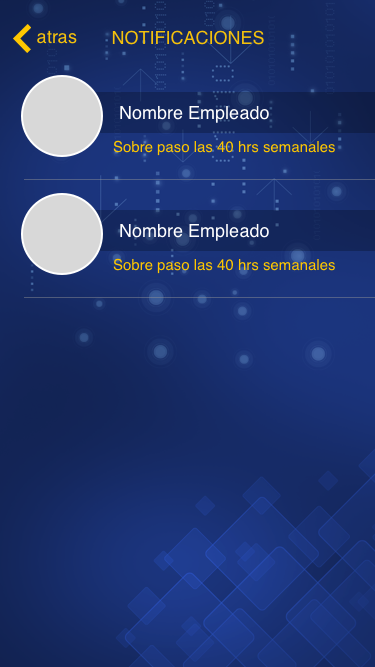 atras
NOTIFICACIONES
Nombre Empleado
Sobre paso las 40 hrs semanales
Nombre Empleado
Sobre paso las 40 hrs semanales